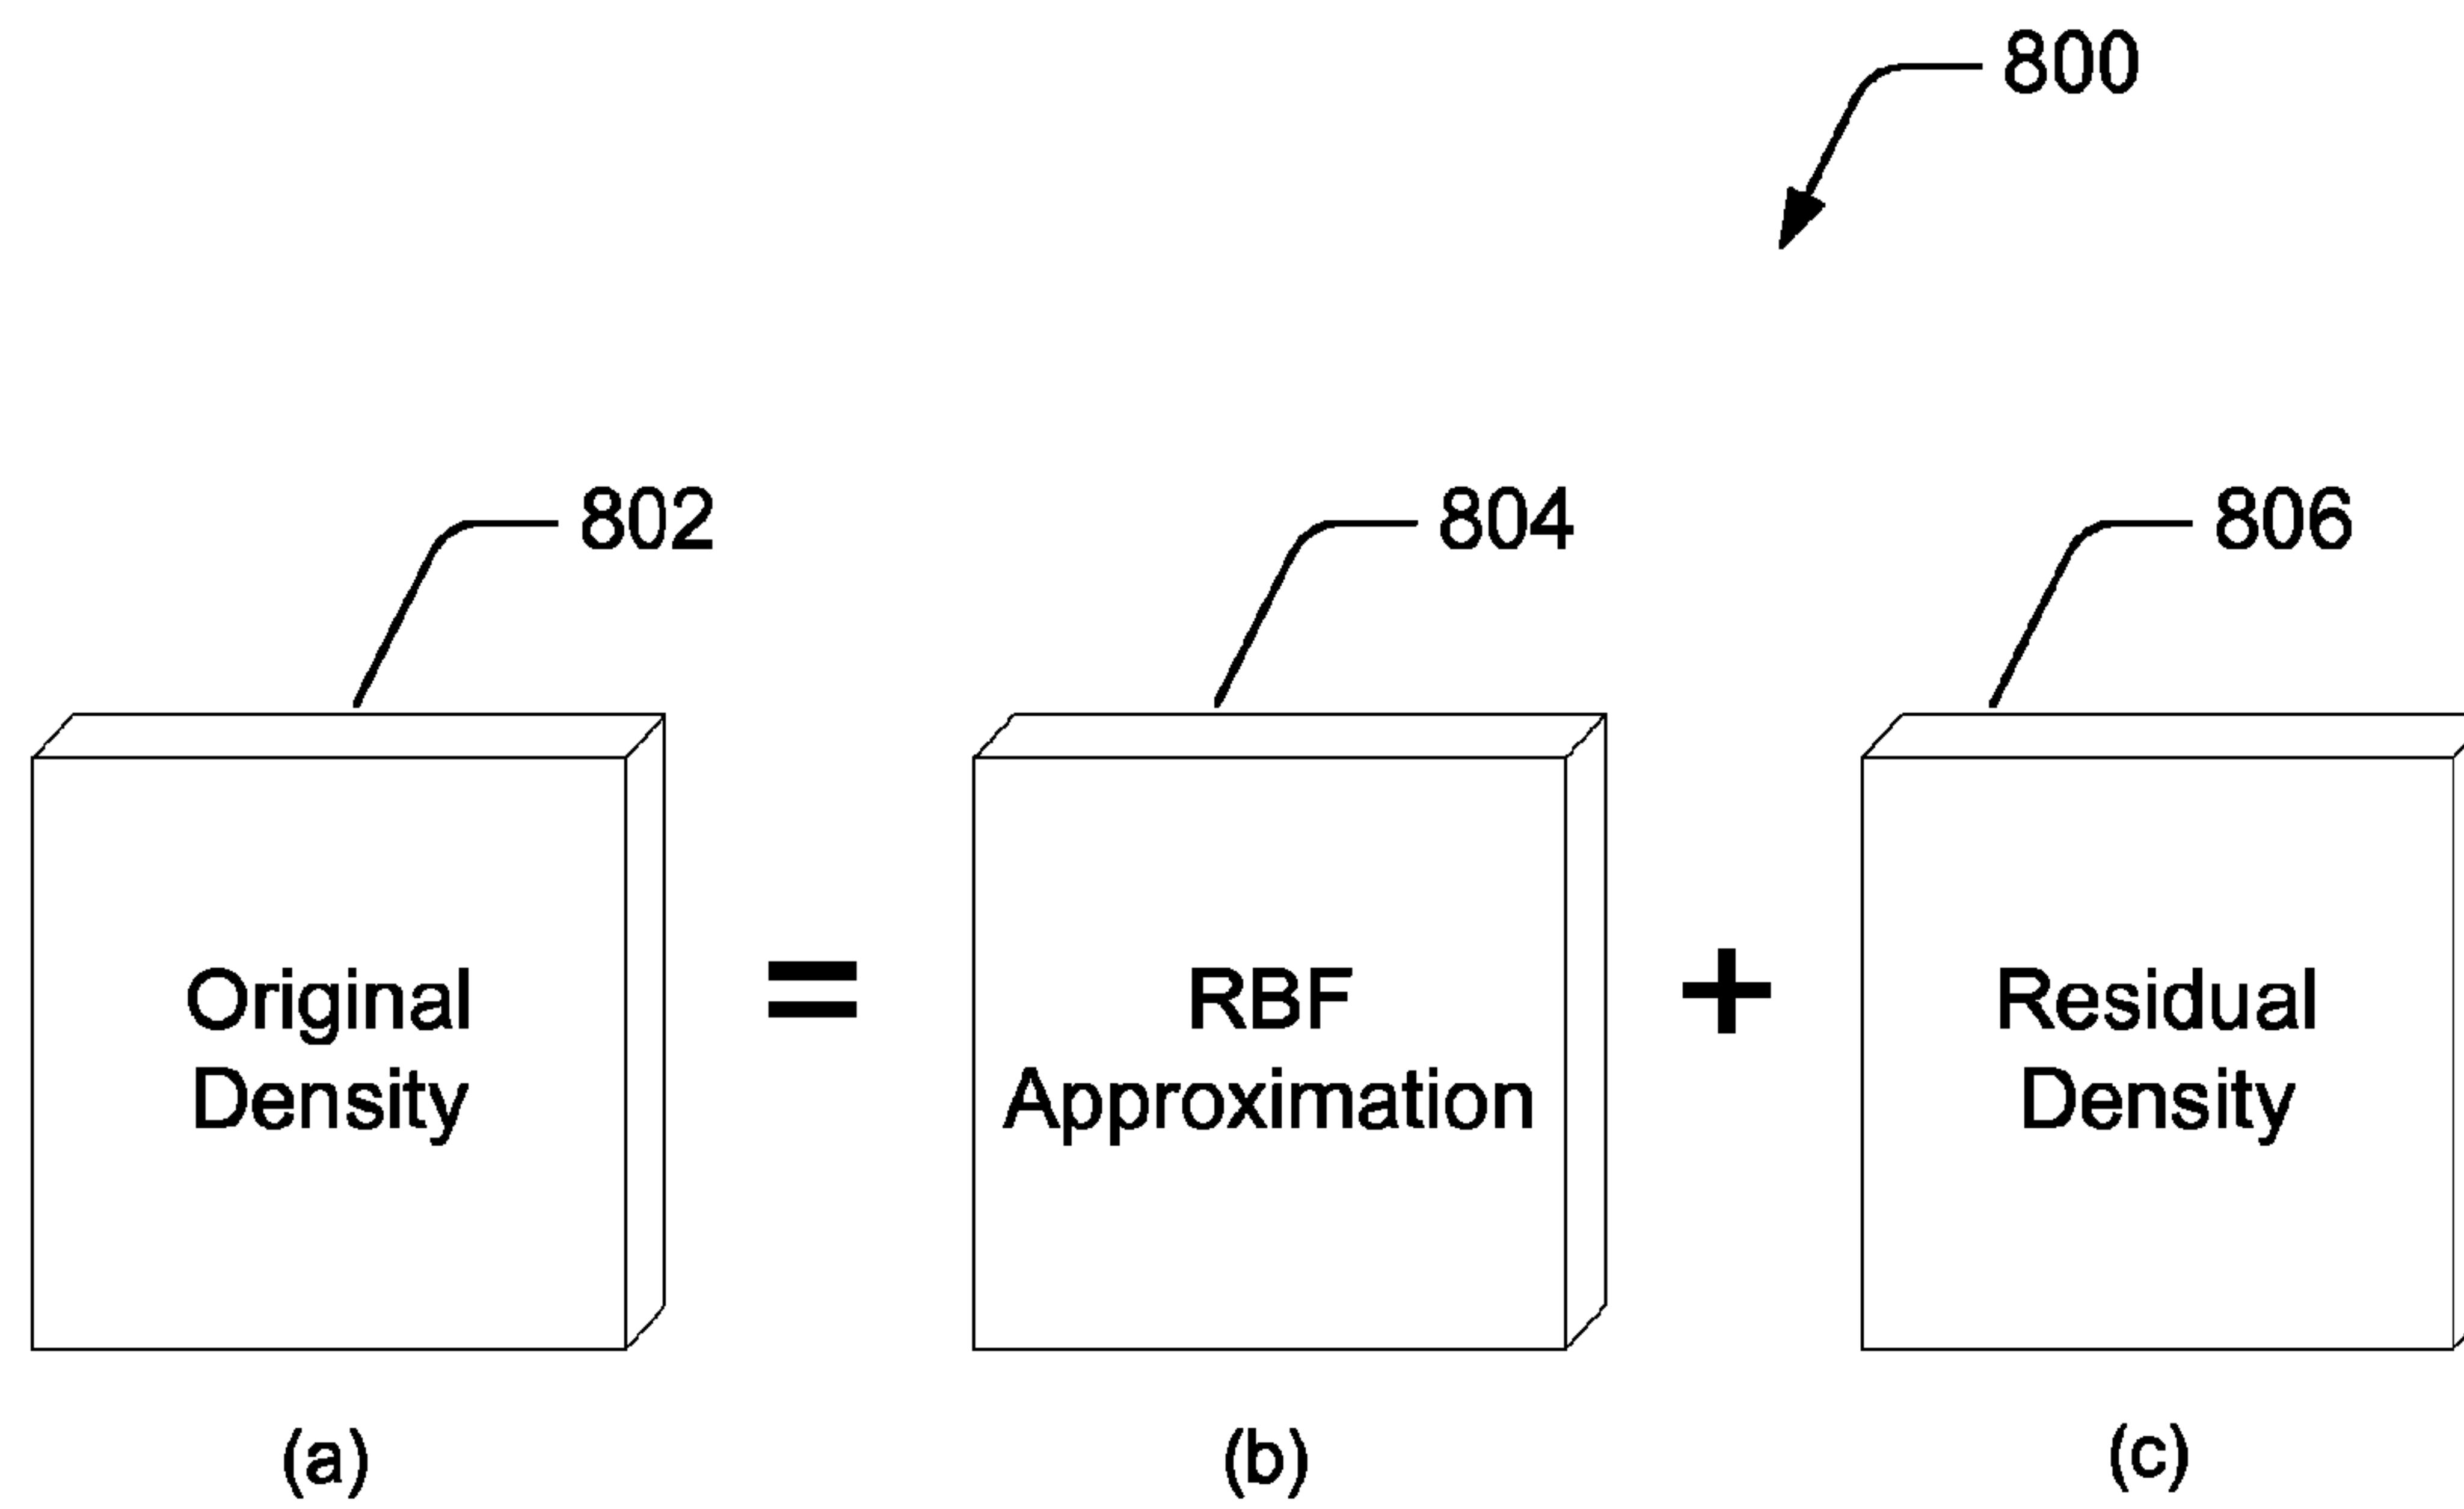 800
802
804
806
Original
Density
=
RBF
Approximation
+
Residual
Density
(a)
(b)
(c)